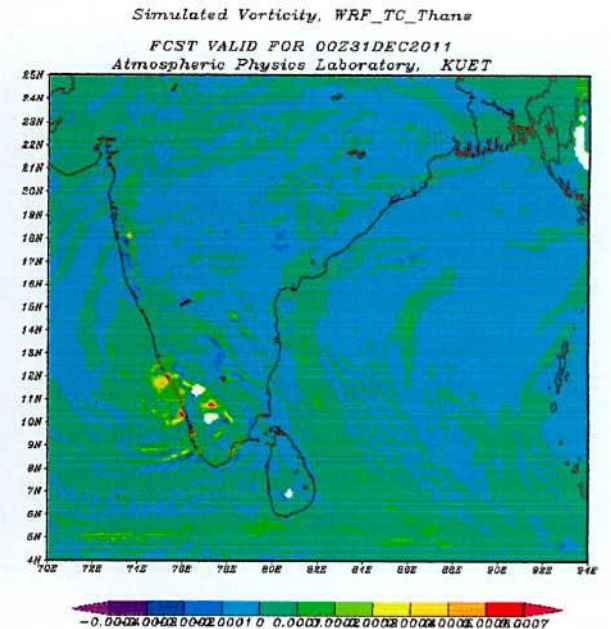 Simulated Vorticity, WRF_TC_Thane
FCST VALID FOR 00Z31DEC2011
Atmospheric Physics Laboratory, KUET
25N
24N
23N
22N
21N
20N
19N
18N
17N
16N
15N
14N
13N
12N
11N
10N
9N
8N
7N
6N
5N
4N
70E 72E 74E 76E 78E 80E 82E 84E 86E 88E 90E 92E 94E